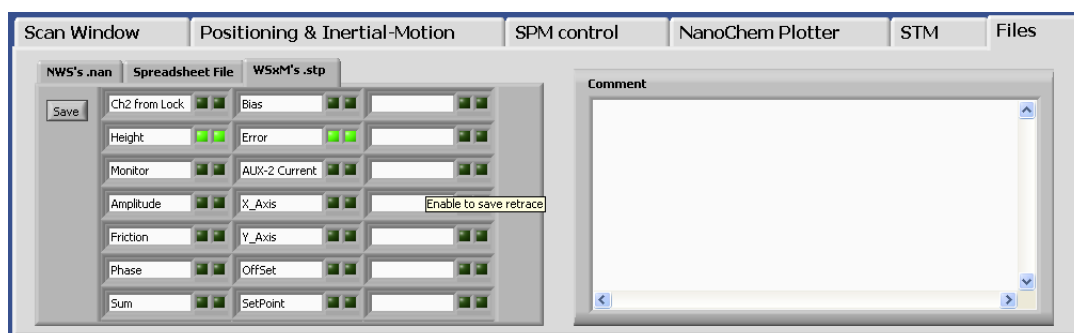 Scan Window Positioning & Inertial-Motion SPM control NanoChem Plotter STM Files
NWS's .nan Spreadsheet File WSxM's .stp
Comment
Save
Ch2 from Lock Bias
Height Error
Monitor AUX-2 Current
Amplitude X_Axis
Enable to save retrace
Friction Y_Axis
Phase OffSet
Sum SetPoint